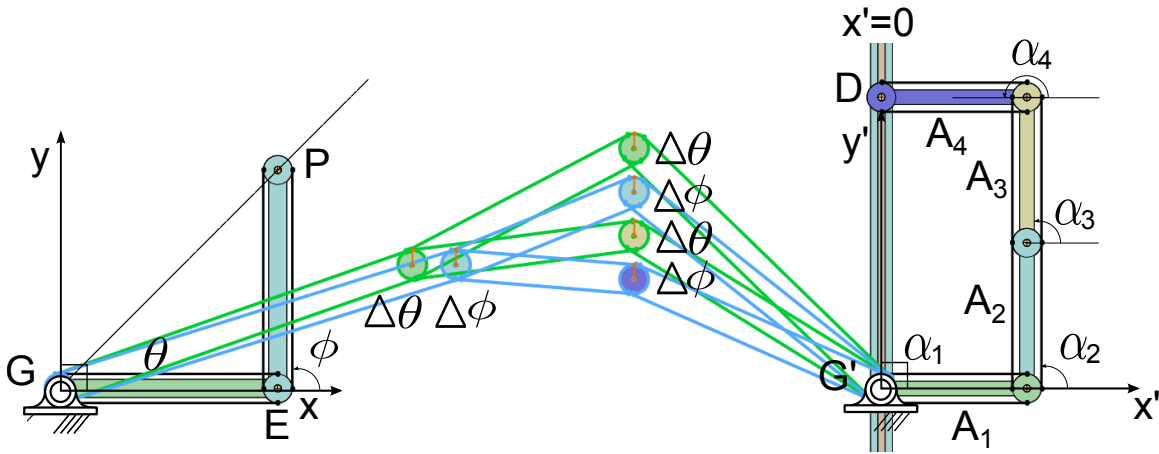 x'=0
α₄
D
P
y
y'
A₄
Δθ
Δϕ
A₃
Δθ
α₃
Δϕ
Δθ Δϕ
A₂
G
θ
ϕ
G'
α₁
α₂
x
x'
E
A₁